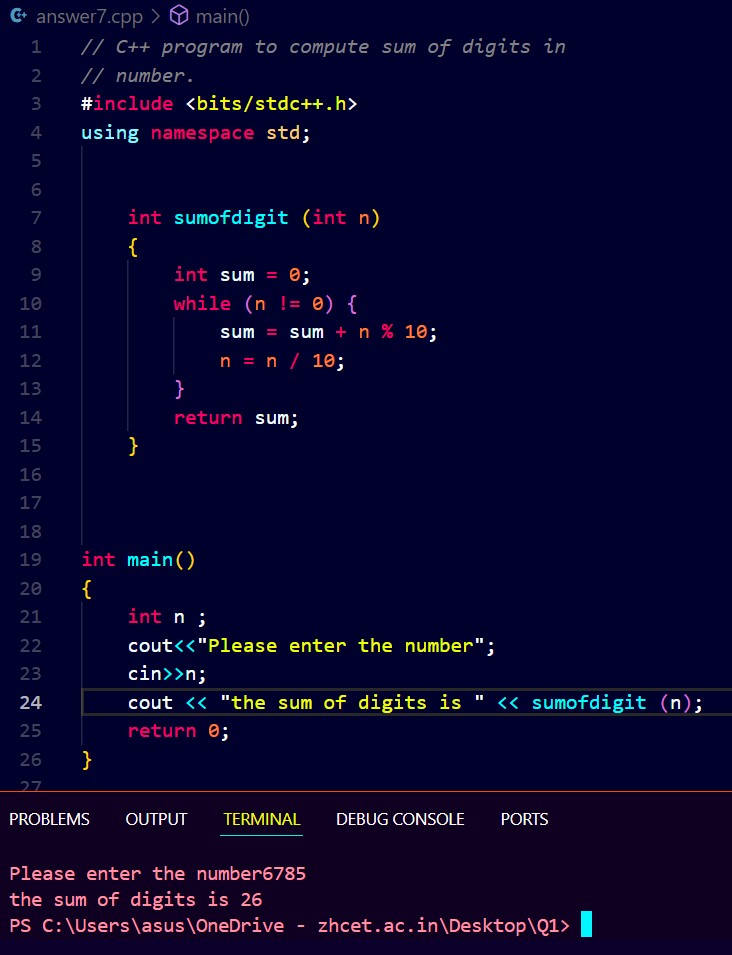 answer7.cpp > main()
1 // C++ program to compute sum of digits in
2 // number.
3 #include <bits/stdc++.h>
4 using namespace std;
5
6
7 int sumofdigit (int n)
8 {
9 int sum = 0;
10 while (n != 0) {
11 sum = sum + n % 10;
12 n = n / 10;
13 }
14 return sum;
15 }
16
17
18
19 int main()
20 {
21 int n ;
22 cout<<"Please enter the number";
23 cin>>n;
24 cout << "the sum of digits is " << sumofdigit (n);
25 return 0;
26 }
27
PROBLEMS OUTPUT TERMINAL DEBUG CONSOLE PORTS
Please enter the number6785
the sum of digits is 26
PS C:\Users\asus\OneDrive - zhcet.ac.in\Desktop\Q1>